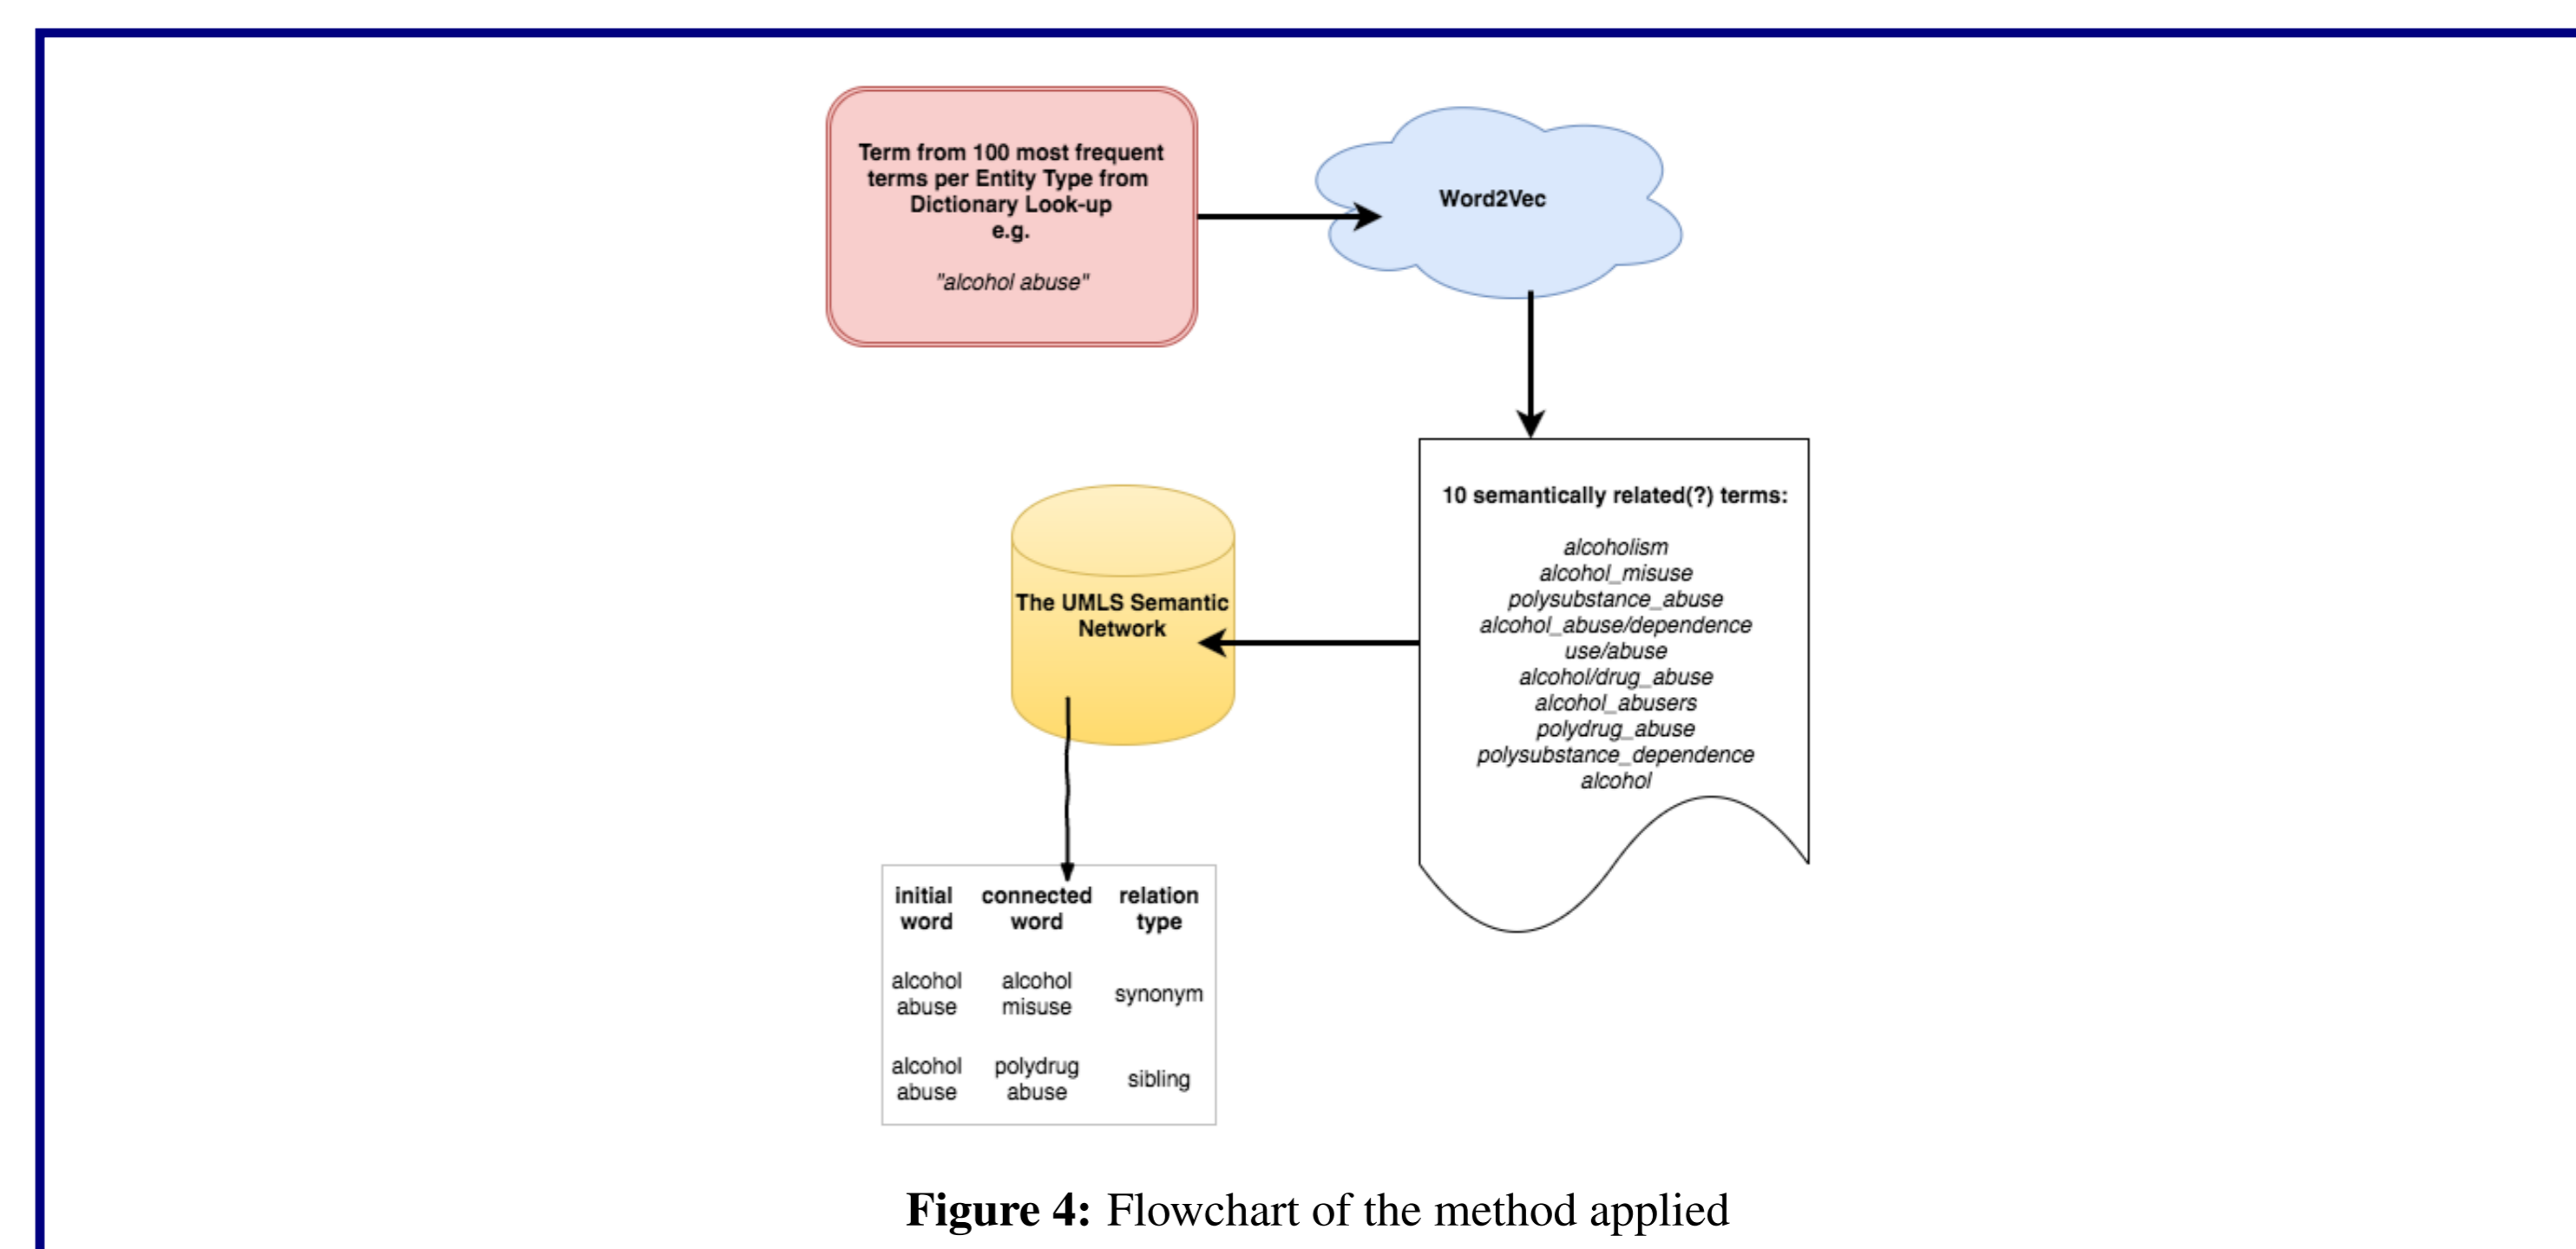 Term from 100 most frequent
terms per Entity Type from
Dictionary Look-up
e.g.
"alcohol abuse"
Word2Vec
10 semantically related(?) terms:
alcoholism
alcohol_misuse
polysubstance_abuse
alcohol_abuse/dependence
use/abuse
alcohol/drug_abuse
alcohol_abusers
polydrug_abuse
polysubstance_dependence
alcohol
The UMLS Semantic
Network
initial connected relation
word word type
alcohol alcohol
abuse misuse synonym
alcohol polydrug
abuse abuse sibling
Figure 4: Flowchart of the method applied